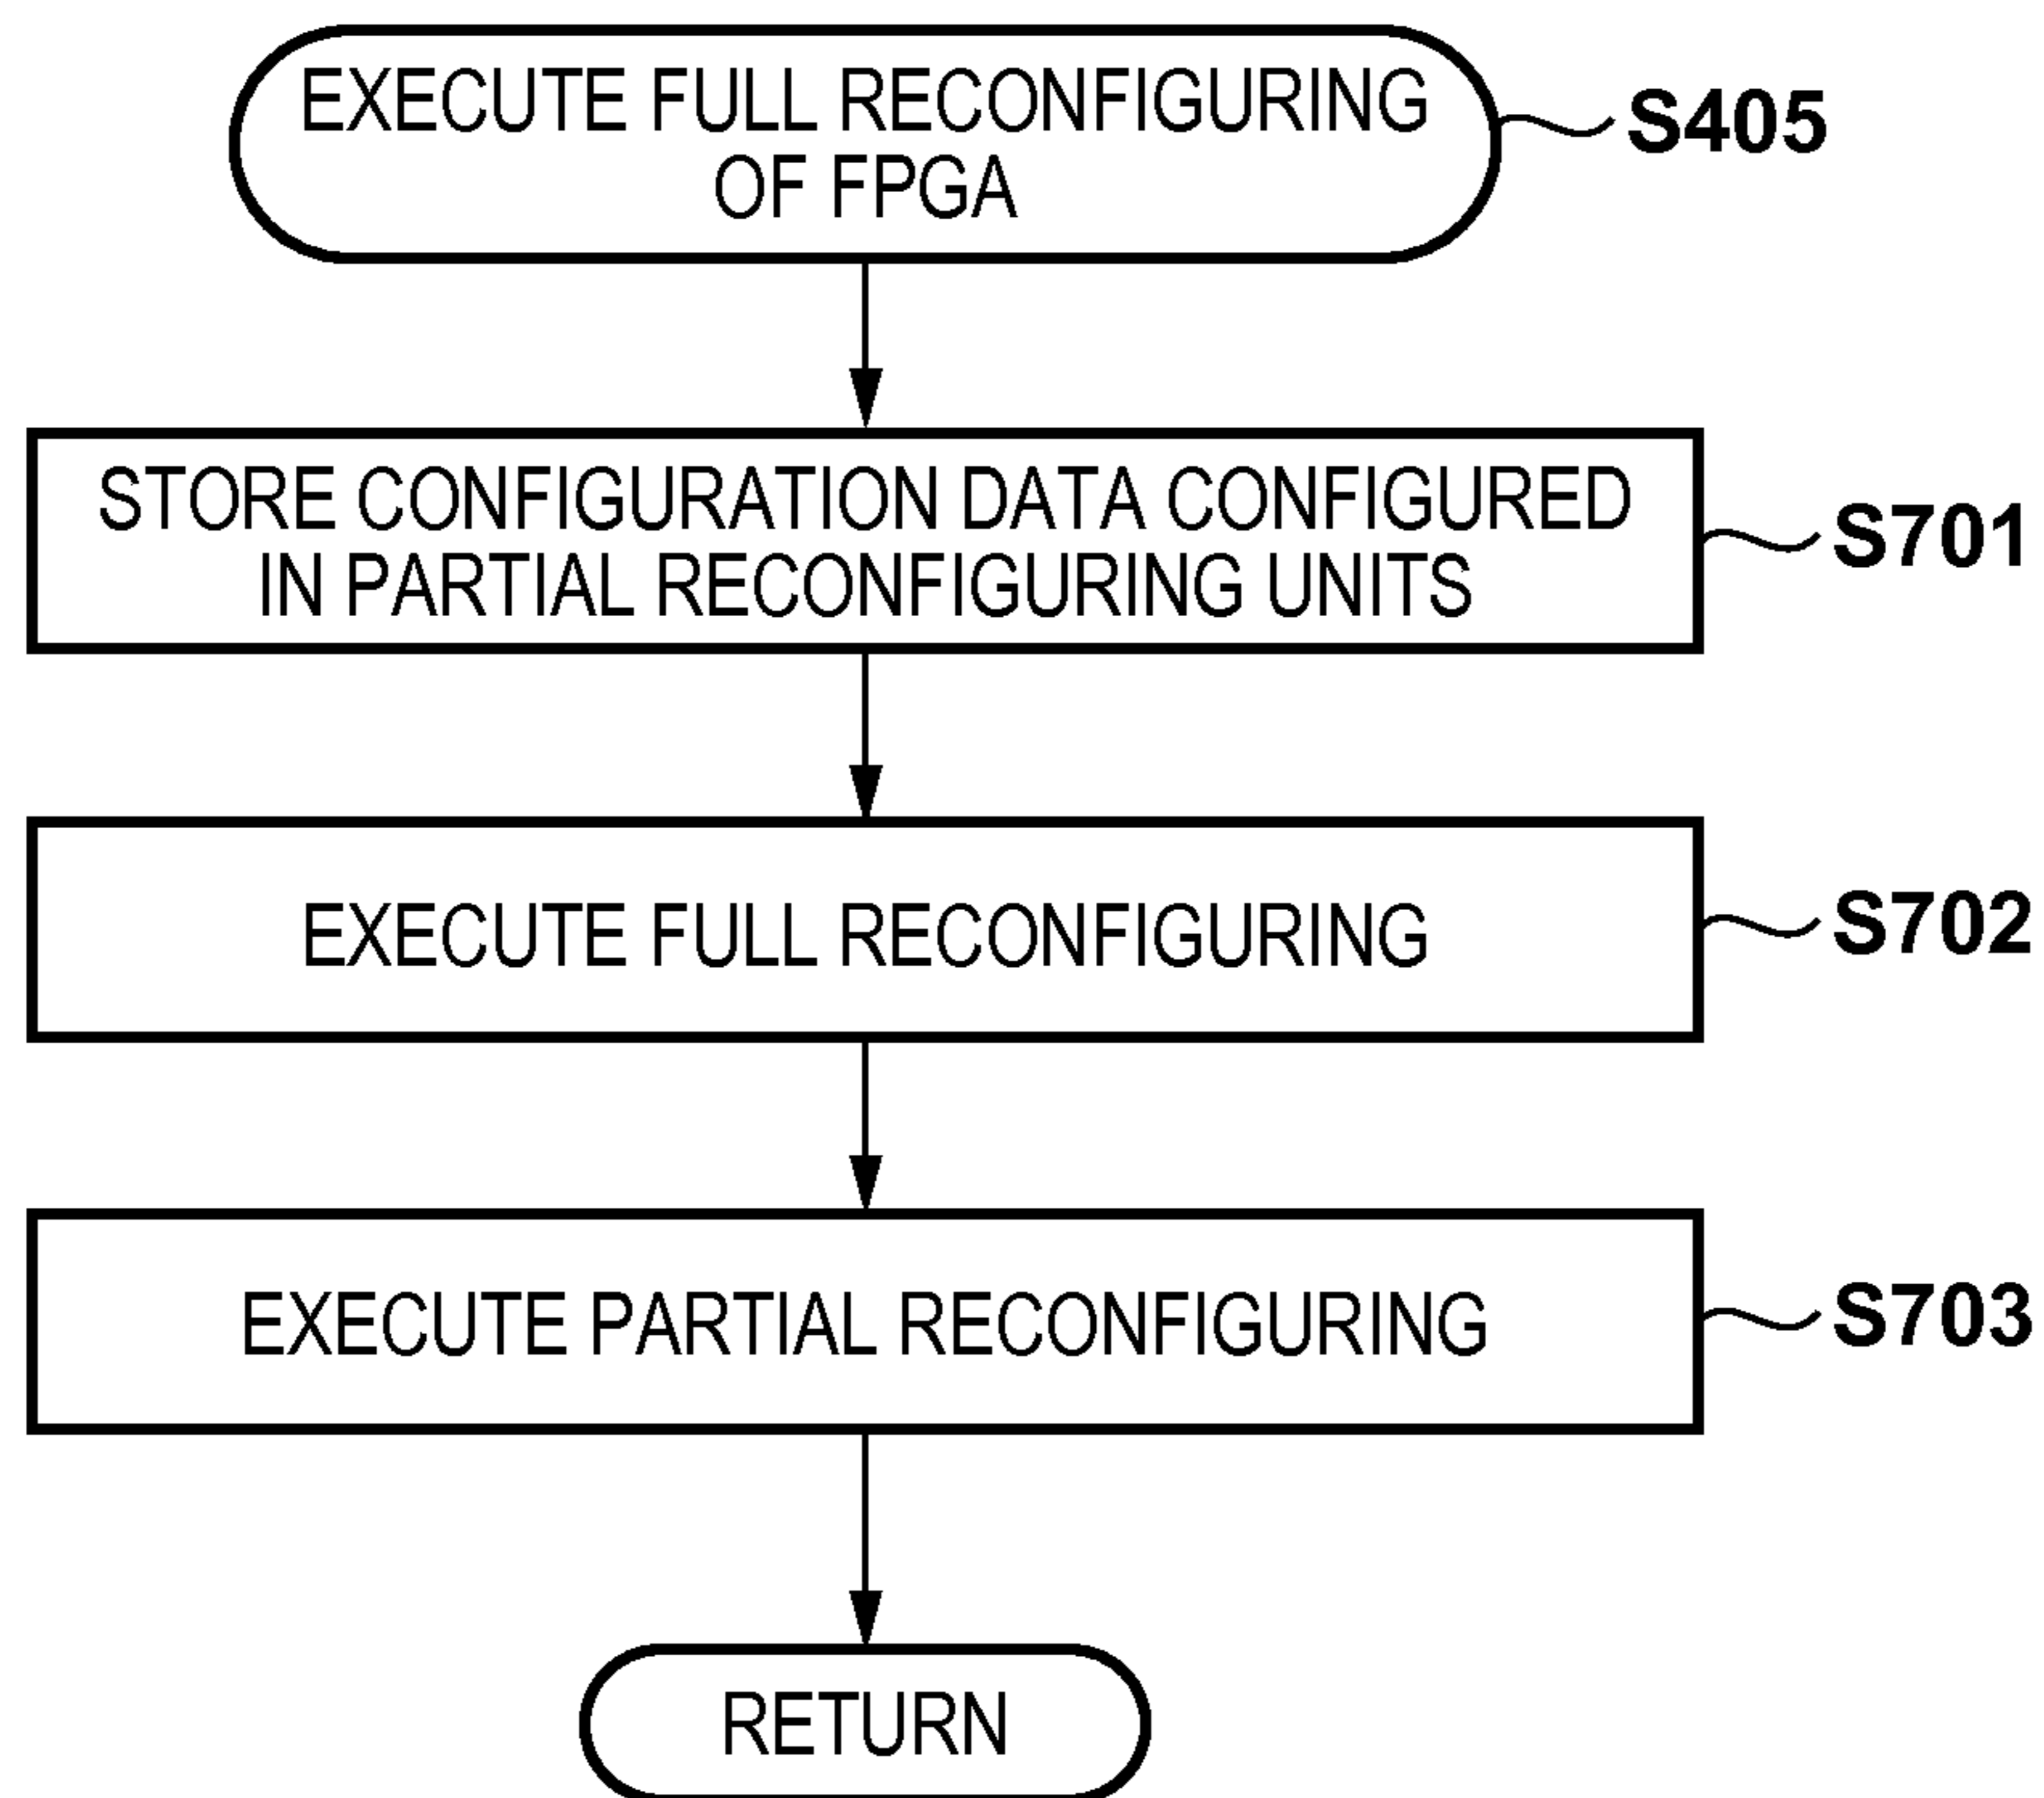 EXECUTE FULL RECONFIGURING
OF FPGA
S405
STORE CONFIGURATION DATA CONFIGURED
IN PARTIAL RECONFIGURING UNITS
S701
EXECUTE FULL RECONFIGURING
S702
EXECUTE PARTIAL RECONFIGURING
S703
RETURN